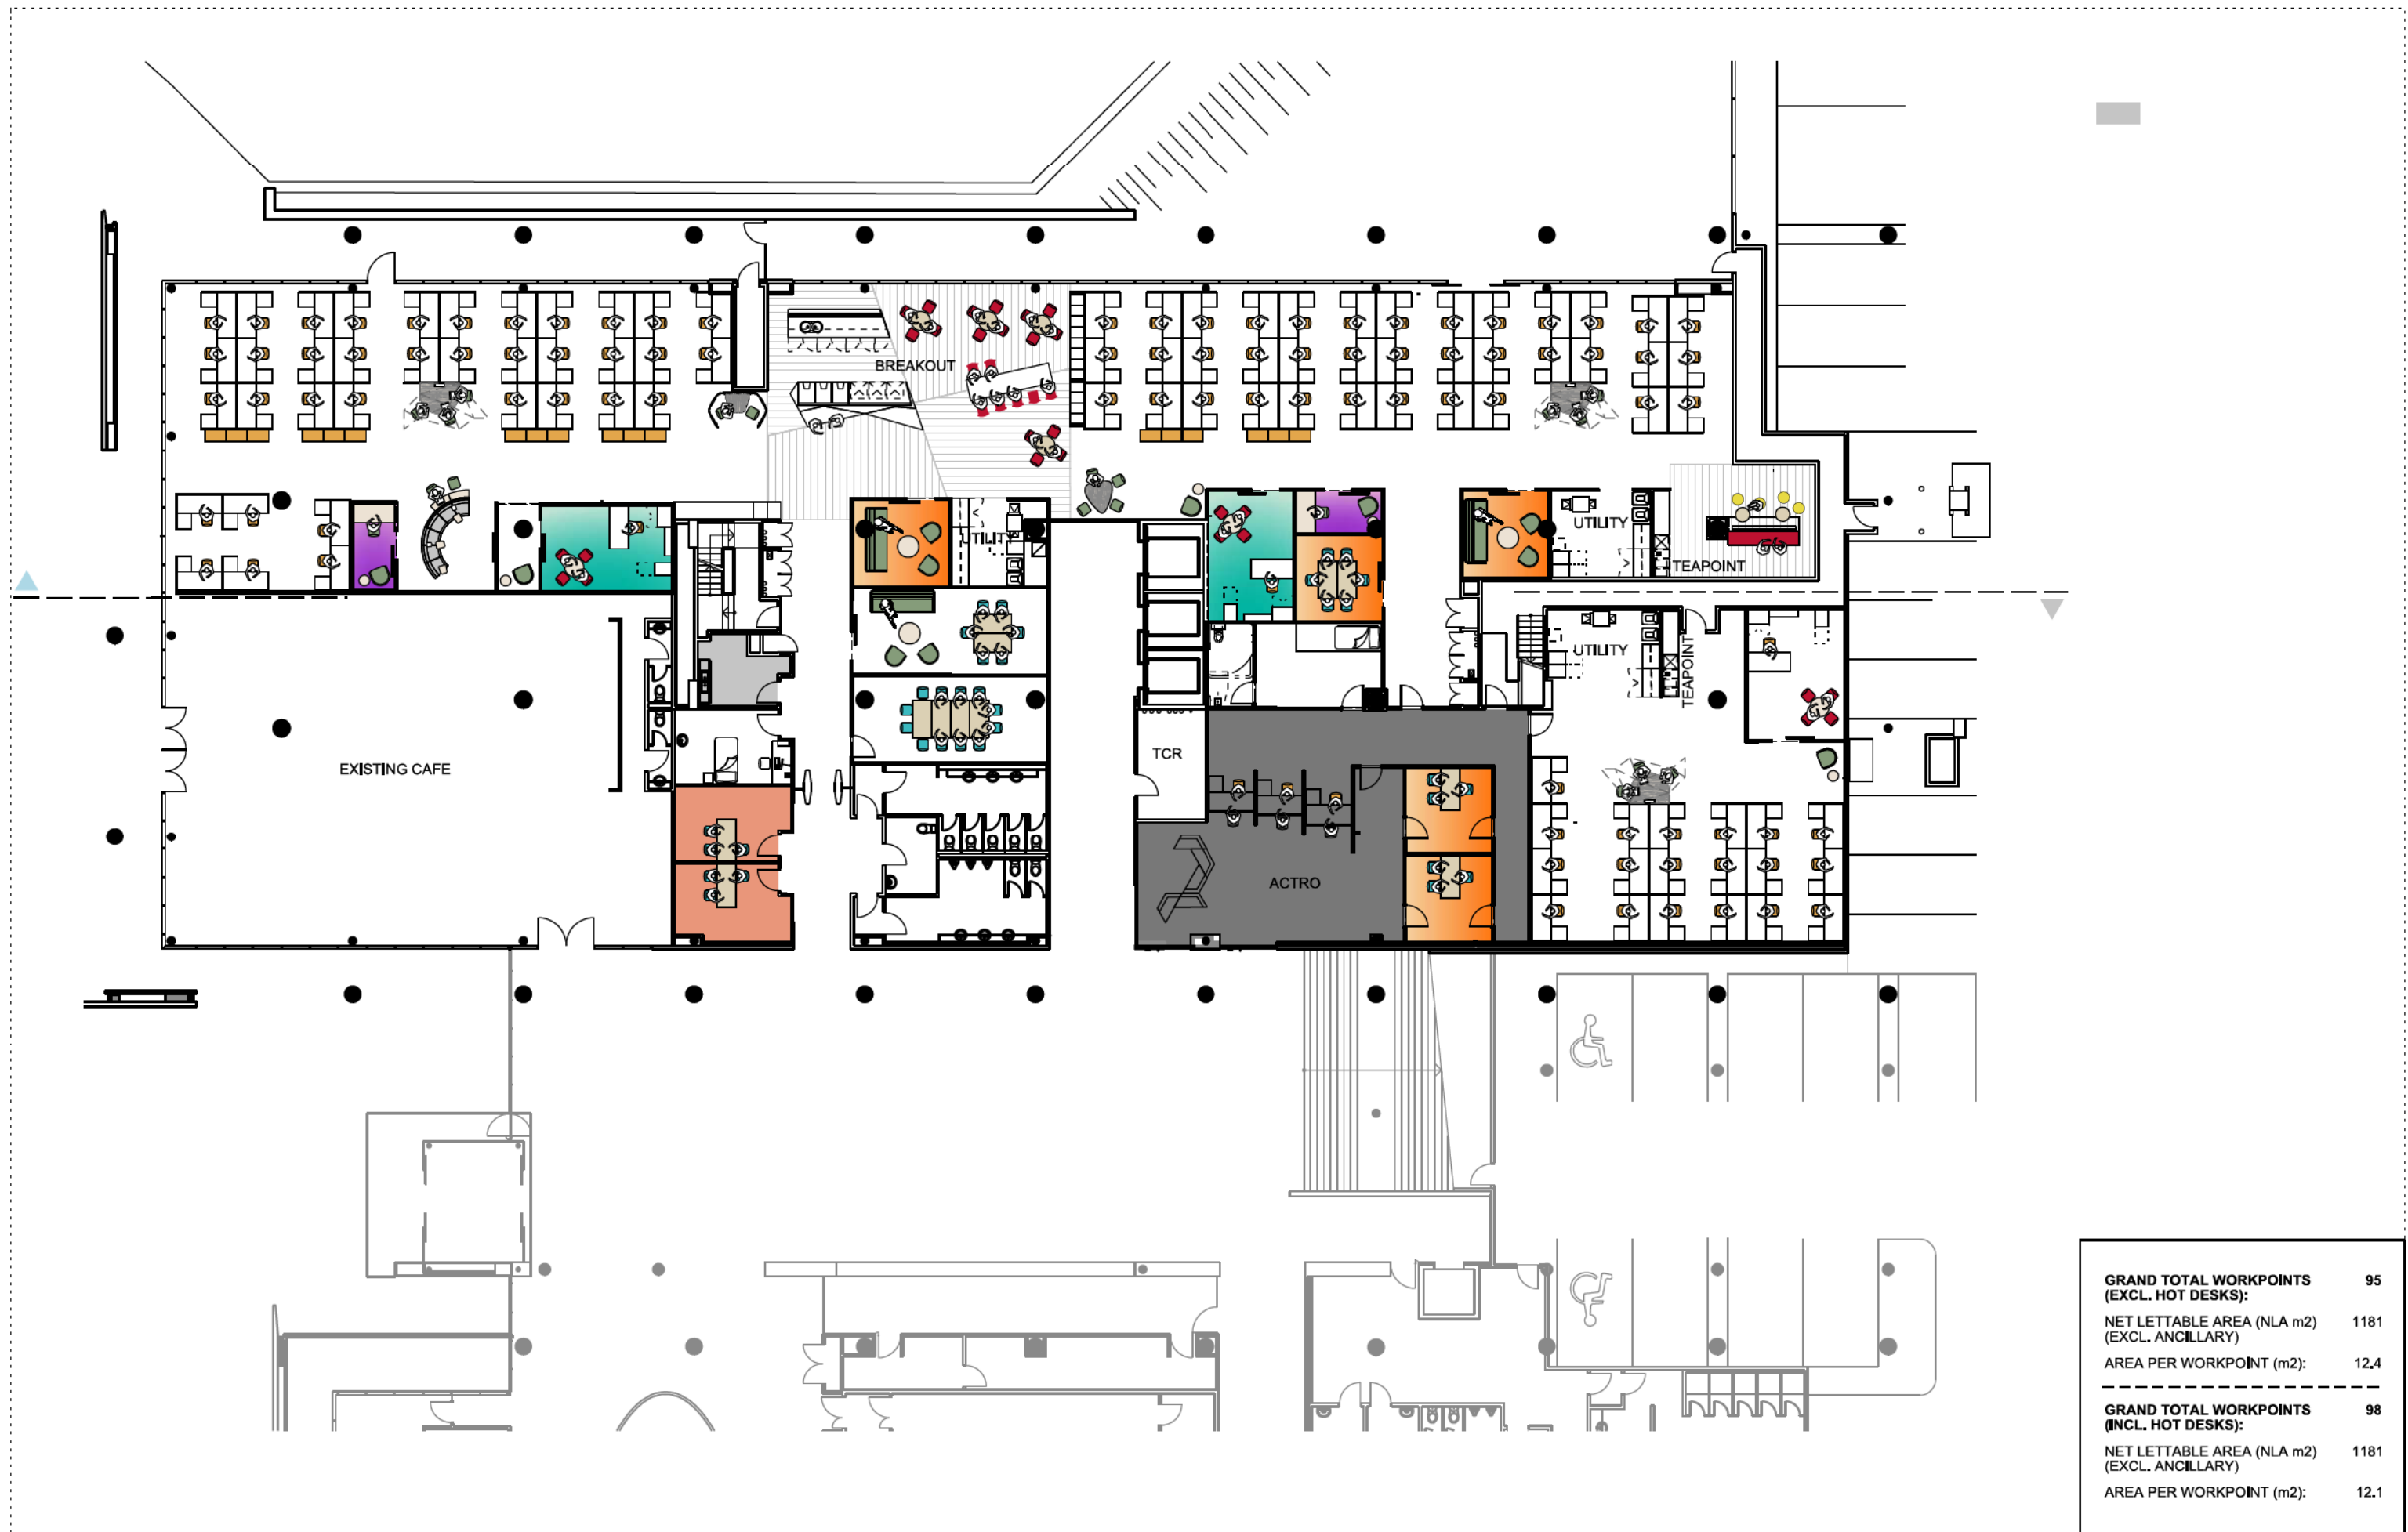 BREAKOUT
UTILITY
UTILITY
TEAPOINT
UTILITY
TEAPOINT
TCR
EXISTING CAFE
ACTRO
GRAND TOTAL WORKPOINTS 95
(EXCL. HOT DESKS):
NET LETTABLE AREA (NLA m2) 1181
(EXCL. ANCILLARY)
AREA PER WORKPOINT (m2): 12.4
GRAND TOTAL WORKPOINTS 98
(INCL. HOT DESKS):
NET LETTABLE AREA (NLA m2) 1181
(EXCL. ANCILLARY)
AREA PER WORKPOINT (m2): 12.1